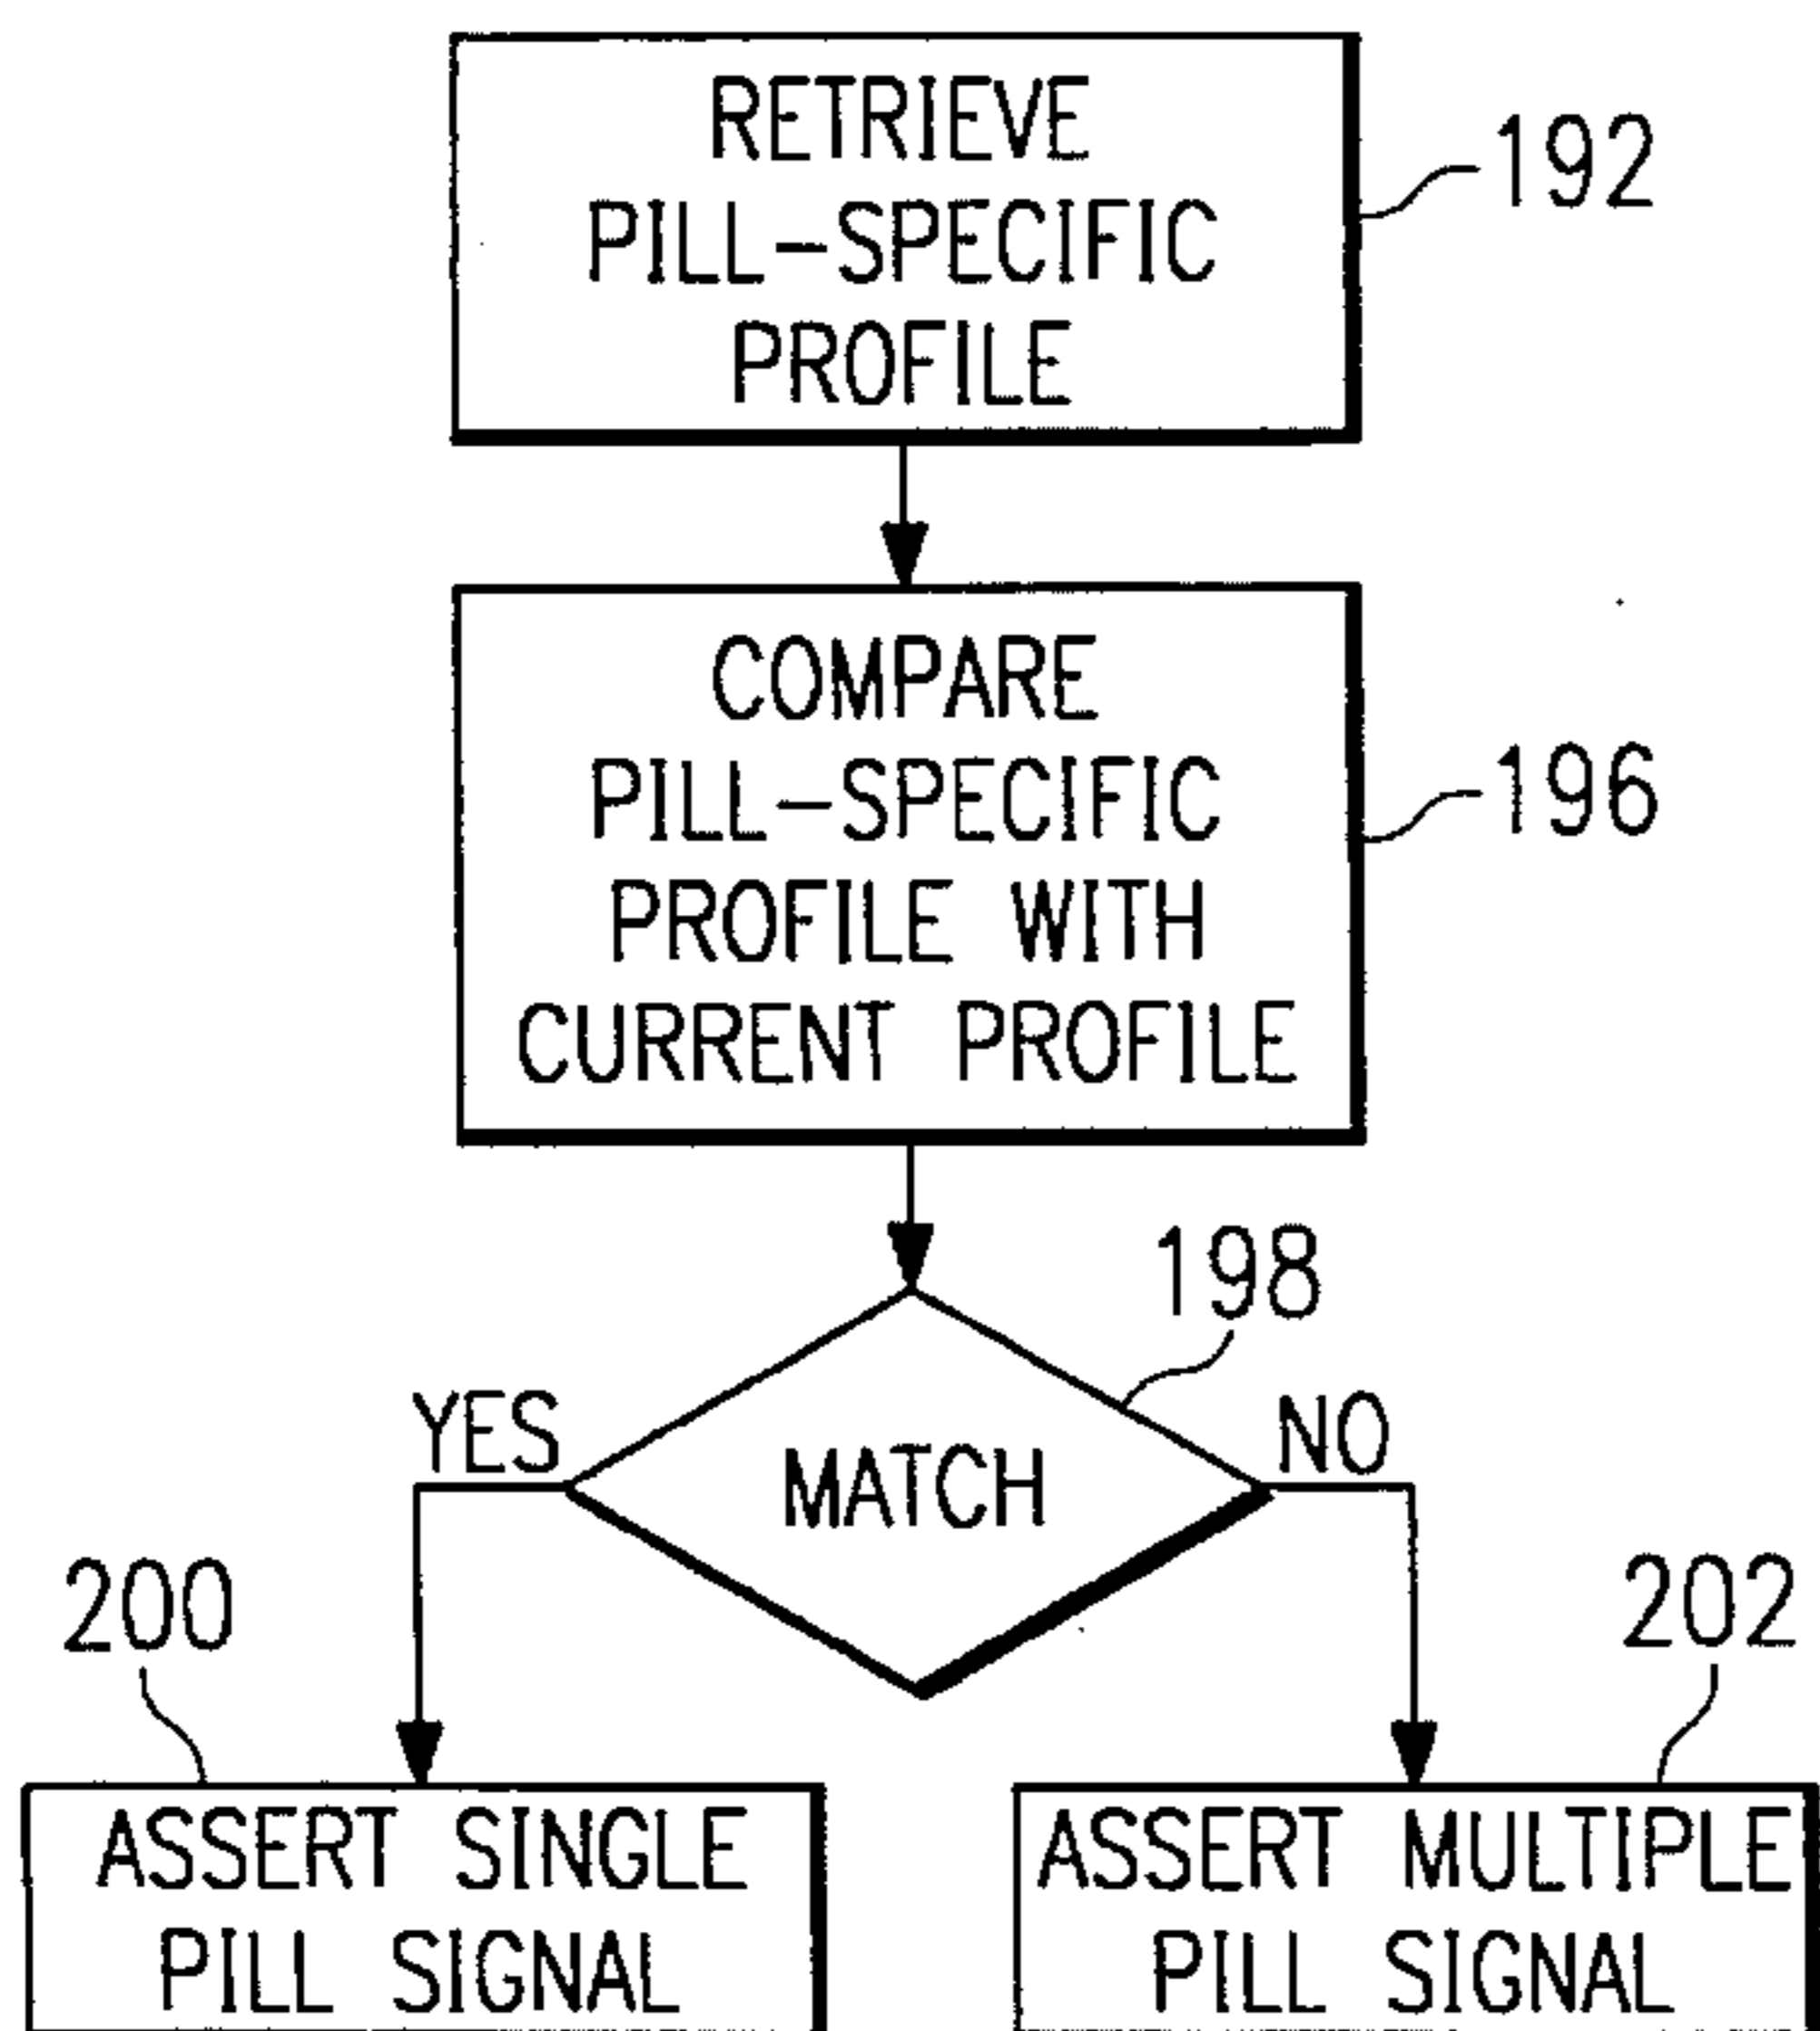 RETRIEVE
PILL-SPECIFIC
PROFILE
192
COMPARE
PILL-SPECIFIC
PROFILE WITH
CURRENT PROFILE
196
198
YES
MATCH
NO
200
202
ASSERT SINGLE
PILL SIGNAL
ASSERT MULTIPLE
PILL SIGNAL